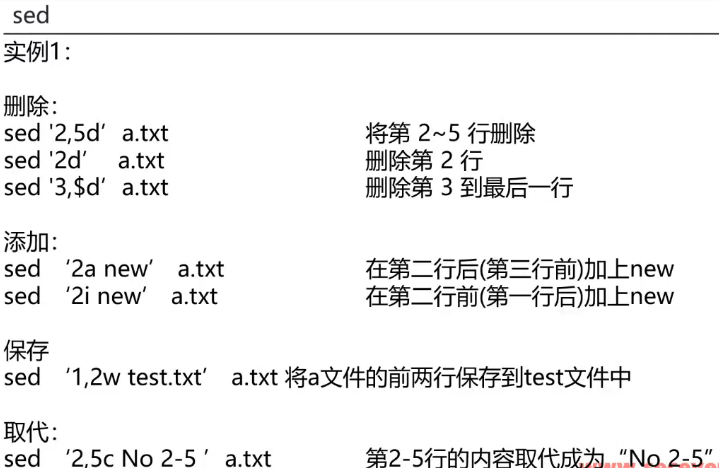 sed
实例1：
删除：
sed '2,5d’ a.txt 将第 2~5 行删除
sed '2d’ a.txt 删除第 2 行
sed '3,$d’ a.txt 删除第 3 到最后一行
添加：
sed ‘2a new’ a.txt 在第二行后(第三行前)加上new
sed ‘2i new’ a.txt 在第二行前(第一行后)加上new
保存
sed ‘1,2w test.txt’ a.txt 将a文件的前两行保存到test文件中
取代：
sed ‘2,5c No 2-5 ’ a.txt 第2-5行的内容取代成为“No 2-5”